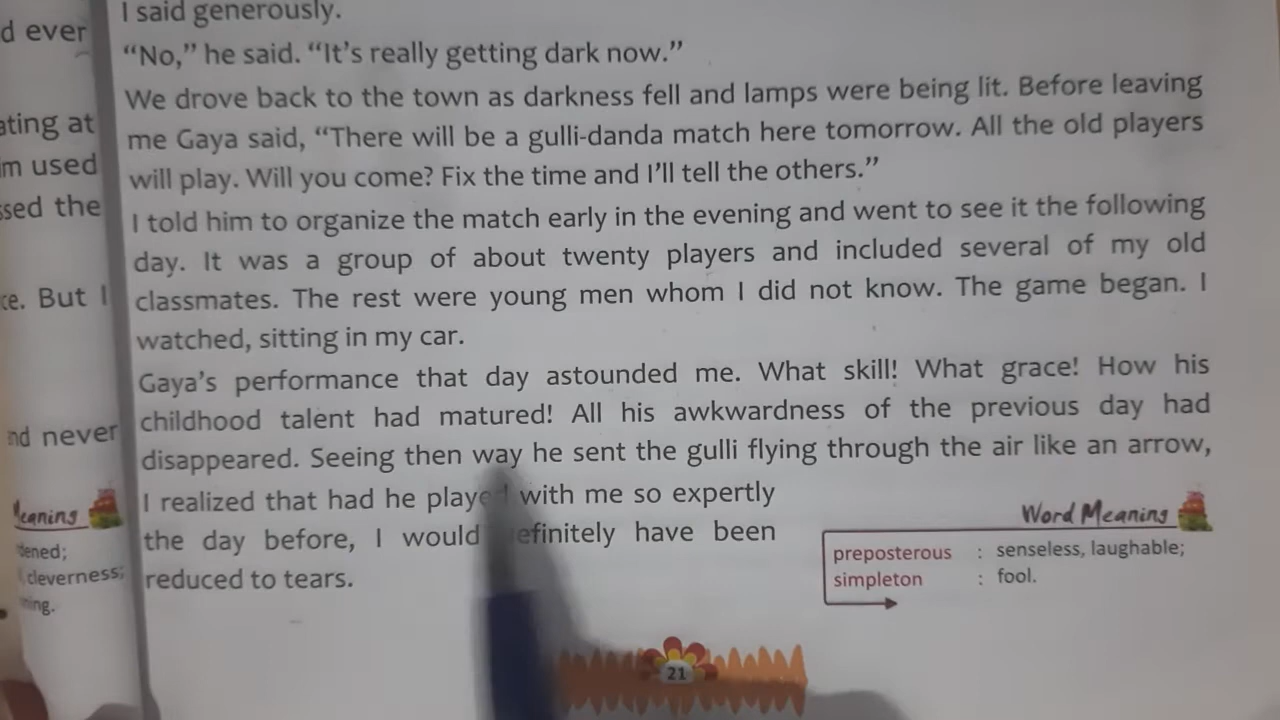 d ever
ating at
m used
ssed the
ce. But I
nd never
Meaning
dened;
cleverness;
ning.
I said generously.
“No,” he said. “It’s really getting dark now.”
We drove back to the town as darkness fell and lamps were being lit. Before leaving
me Gaya said, “There will be a gulli-danda match here tomorrow. All the old players
will play. Will you come? Fix the time and I’ll tell the others.”
I told him to organize the match early in the evening and went to see it the following
day. It was a group of about twenty players and included several of my old
classmates. The rest were young men whom I did not know. The game began. I
watched, sitting in my car.
Gaya’s performance that day astounded me. What skill! What grace! How his
childhood talent had matured! All his awkwardness of the previous day had
disappeared. Seeing then way he sent the gulli flying through the air like an arrow,
I realized that had he played with me so expertly
the day before, I would definitely have been
reduced to tears.
Word Meaning
preposterous : senseless, laughable;
simpleton : fool.
21